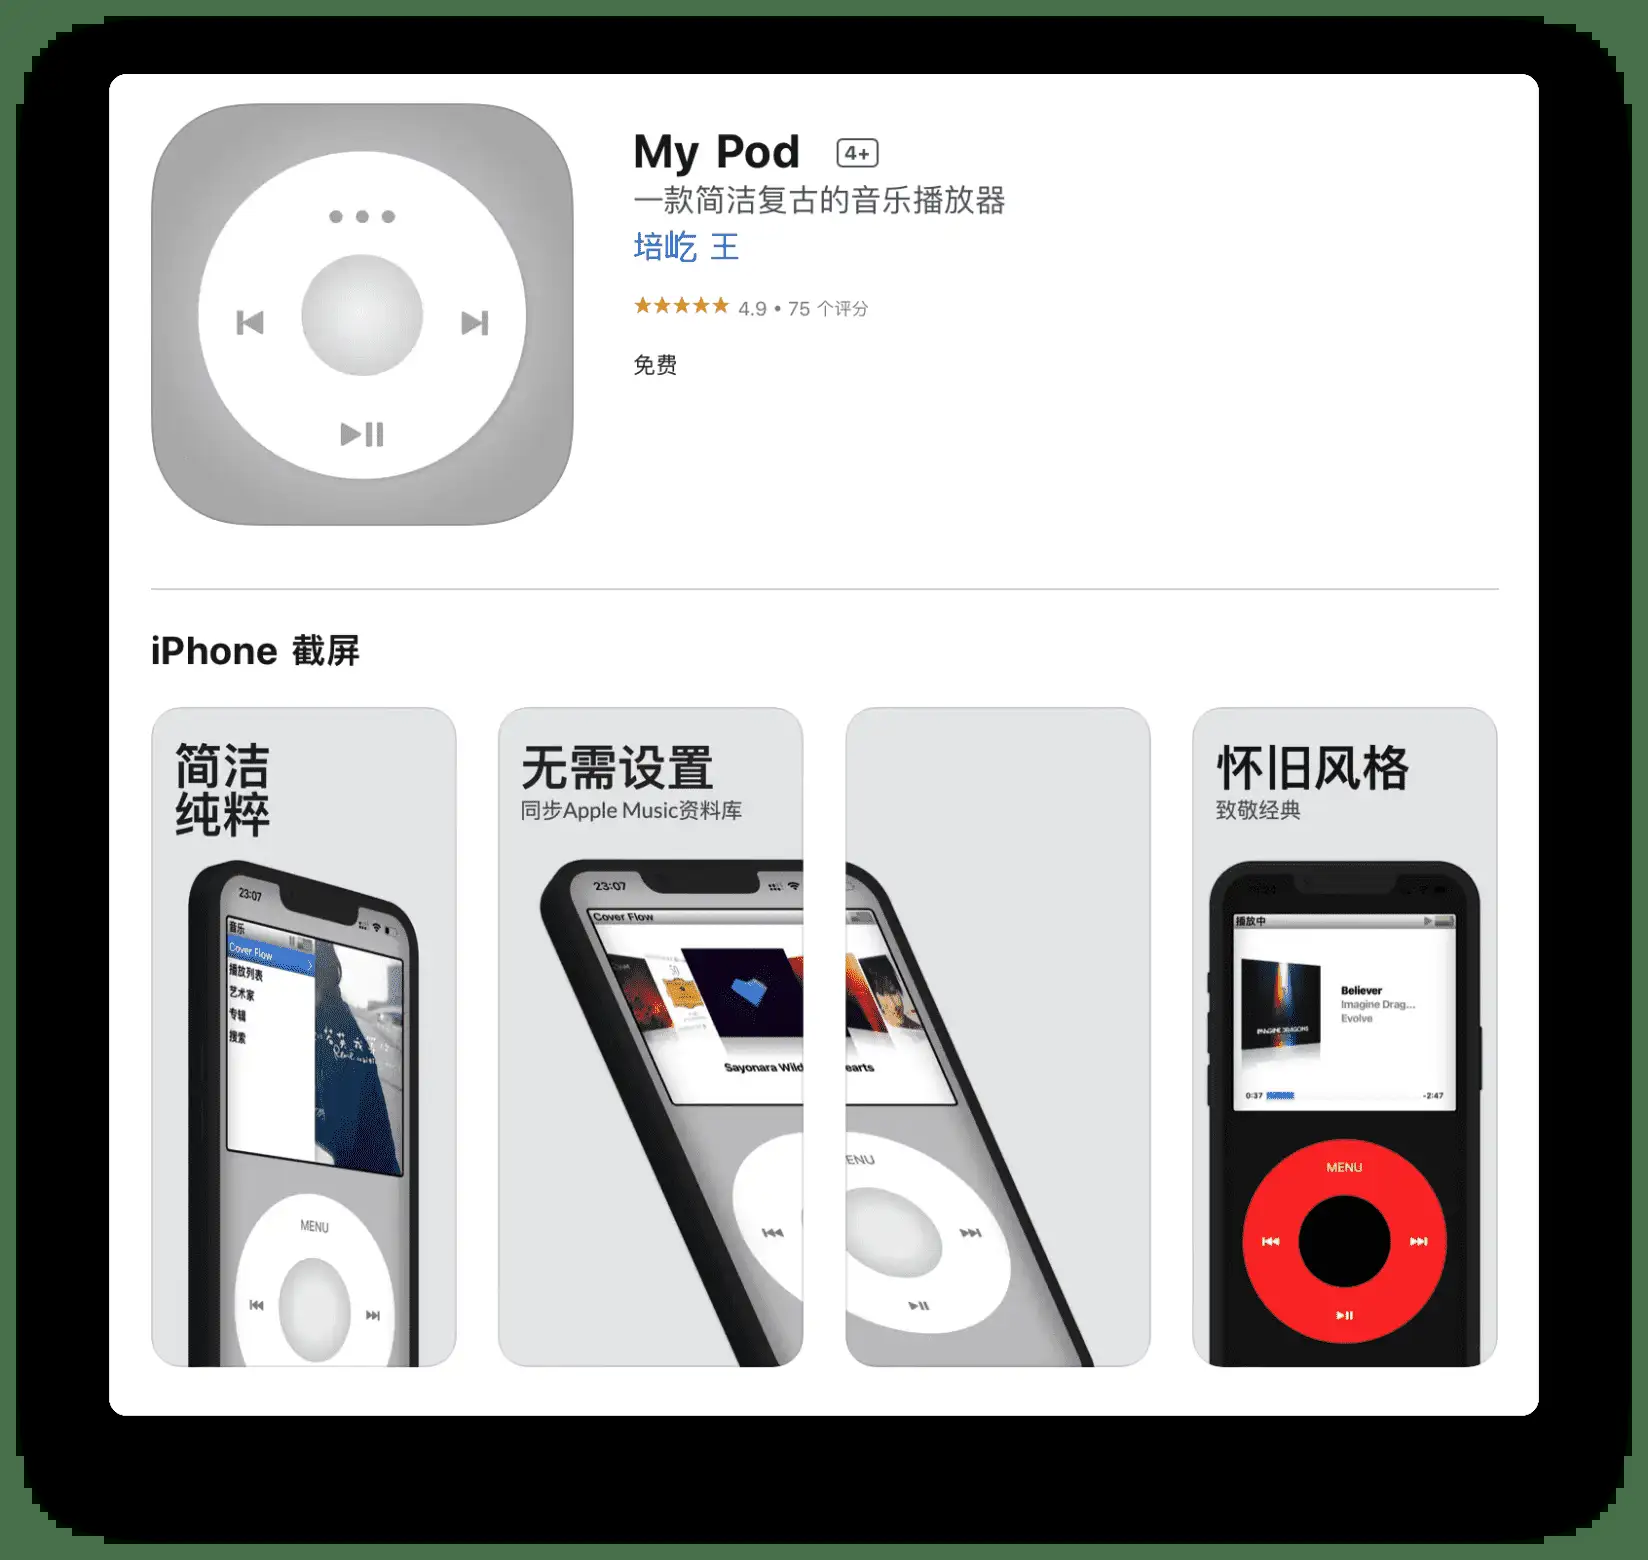 My Pod 4+
一款简洁复古的音乐播放器
培屹 王
★★★★★ 4.9 • 75 个评分
免费
iPhone 截屏
简洁
纯粹
23:07
音乐
Cover Flow
播放列表
艺术家
专辑
搜索
MENU
无需设置
同步Apple Music资料库
23:07
Cover Flow
50
Sayonara Wild
earts
ENU
怀旧风格
致敬经典
播放中
Believer
Imagine Drag...
Evolve
IMAGINE DRAGONS
0:37
-2:47
MENU